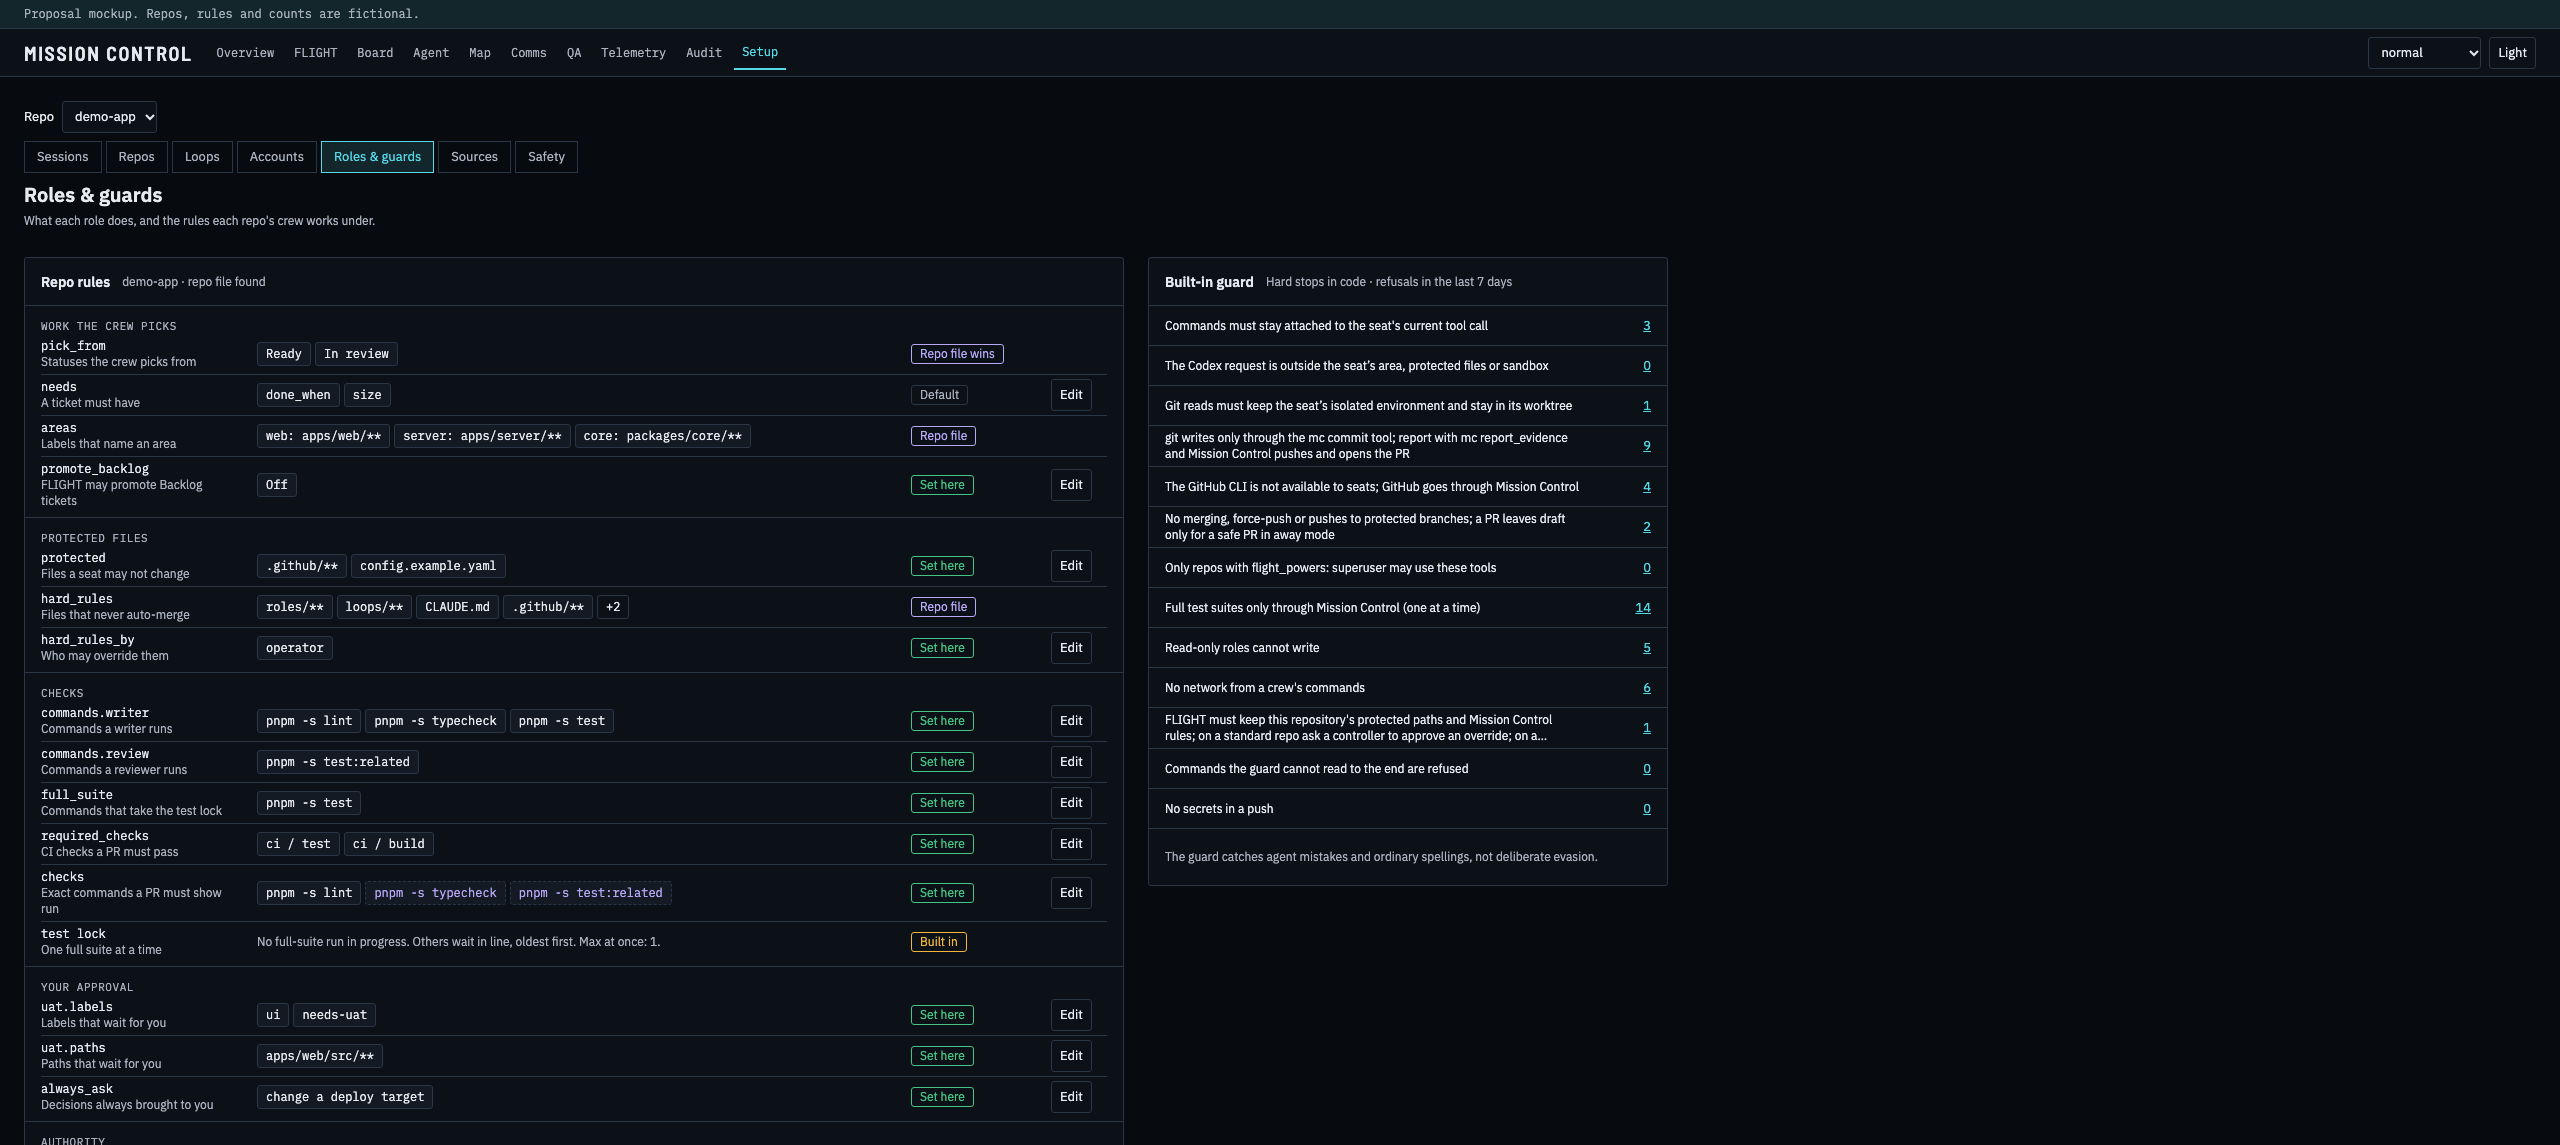 Proposal mockup. Repos, rules and counts are fictional.
MISSION CONTROL Overview FLIGHT Board Agent Map Comms QA Telemetry Audit Setup normal Light
Repo demo-app
Sessions Repos Loops Accounts Roles & guards Sources Safety
Roles & guards
What each role does, and the rules each repo's crew works under.
Repo rules demo-app · repo file found
WORK THE CREW PICKS
pick_from
Statuses the crew picks from
Ready In review Repo file wins
needs
A ticket must have
done_when size Default Edit
areas
Labels that name an area
web: apps/web/** server: apps/server/** core: packages/core/** Repo file
promote_backlog
FLIGHT may promote Backlog
tickets
Off Set here Edit
PROTECTED FILES
protected
Files a seat may not change
.github/** config.example.yaml Set here Edit
hard_rules
Files that never auto-merge
roles/** loops/** CLAUDE.md .github/** +2 Repo file
hard_rules_by
Who may override them
operator Set here Edit
CHECKS
commands.writer
Commands a writer runs
pnpm -s lint pnpm -s typecheck pnpm -s test Set here Edit
commands.review
Commands a reviewer runs
pnpm -s test:related Set here Edit
full_suite
Commands that take the test lock
pnpm -s test Set here Edit
required_checks
CI checks a PR must pass
ci / test ci / build Set here Edit
checks
Exact commands a PR must show
run
pnpm -s lint pnpm -s typecheck pnpm -s test:related Set here Edit
test lock
One full suite at a time
No full-suite run in progress. Others wait in line, oldest first. Max at once: 1. Built in
YOUR APPROVAL
uat.labels
Labels that wait for you
ui needs-uat Set here Edit
uat.paths
Paths that wait for you
apps/web/src/** Set here Edit
always_ask
Decisions always brought to you
change a deploy target Set here Edit
AUTHORITY
Built-in guard Hard stops in code · refusals in the last 7 days
Commands must stay attached to the seat's current tool call 3
The Codex request is outside the seat’s area, protected files or sandbox 0
Git reads must keep the seat’s isolated environment and stay in its worktree 1
git writes only through the mc commit tool; report with mc report_evidence
and Mission Control pushes and opens the PR 9
The GitHub CLI is not available to seats; GitHub goes through Mission Control 4
No merging, force-push or pushes to protected branches; a PR leaves draft
only for a safe PR in away mode 2
Only repos with flight_powers: superuser may use these tools 0
Full test suites only through Mission Control (one at a time) 14
Read-only roles cannot write 5
No network from a crew's commands 6
FLIGHT must keep this repository's protected paths and Mission Control
rules; on a standard repo ask a controller to approve an override; on a... 1
Commands the guard cannot read to the end are refused 0
No secrets in a push 0
The guard catches agent mistakes and ordinary spellings, not deliberate evasion.